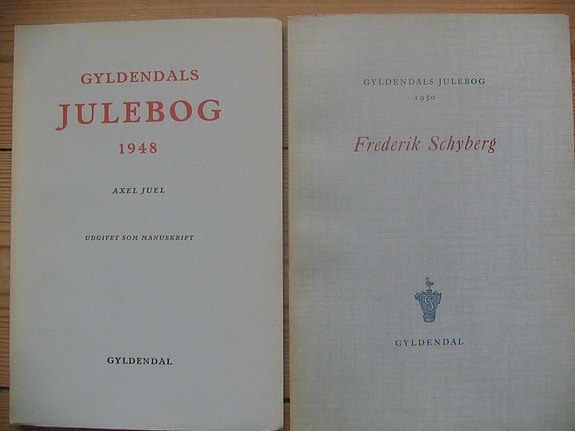 GYLDENDALS
JULEBOG
1948
AXEL JUEL
UDGIVET SOM MANUSKRIPT
GYLDENDAL
GYLDENDALS JULEBOG
1950
Frederik Schyberg
GYLDENDAL